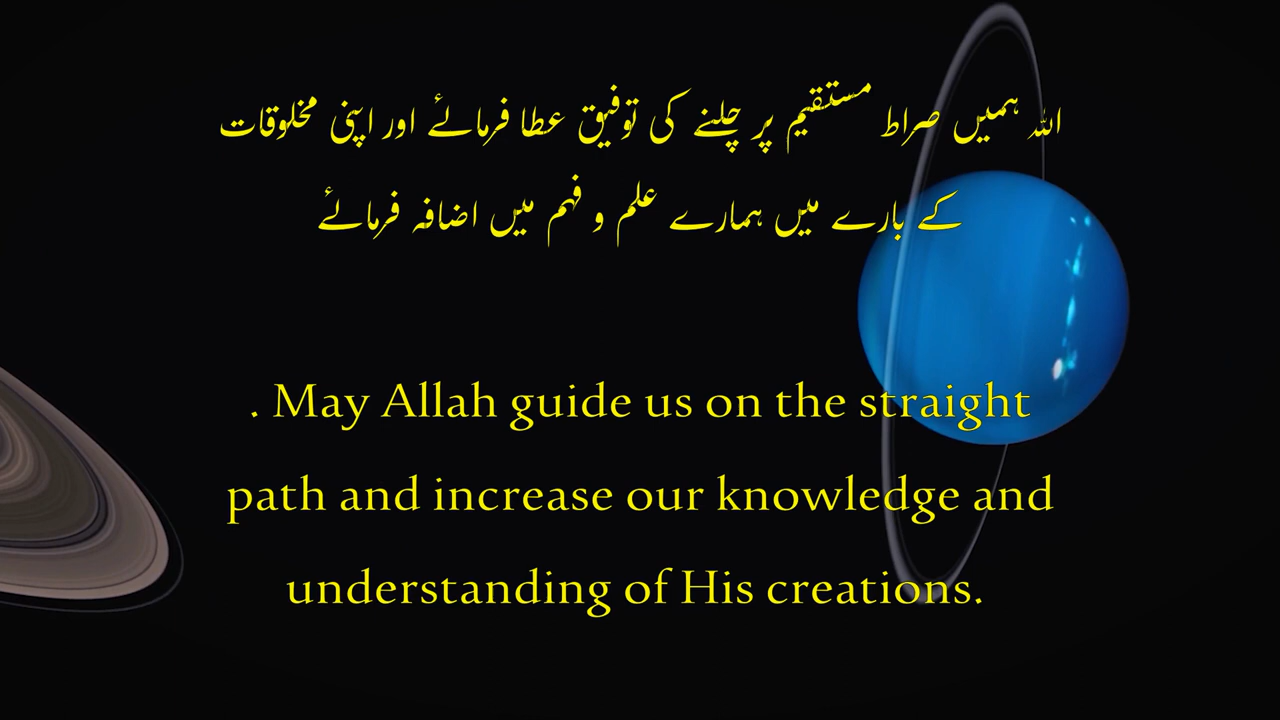 اللہ ہمیں صراط مستقیم پر چلنے کی توفیق عطا فرمائے اور اپنی مخلوقات
کے بارے میں ہمارے علم و فہم میں اضافہ فرمائے
. May Allah guide us on the straight
path and increase our knowledge and
understanding of His creations.